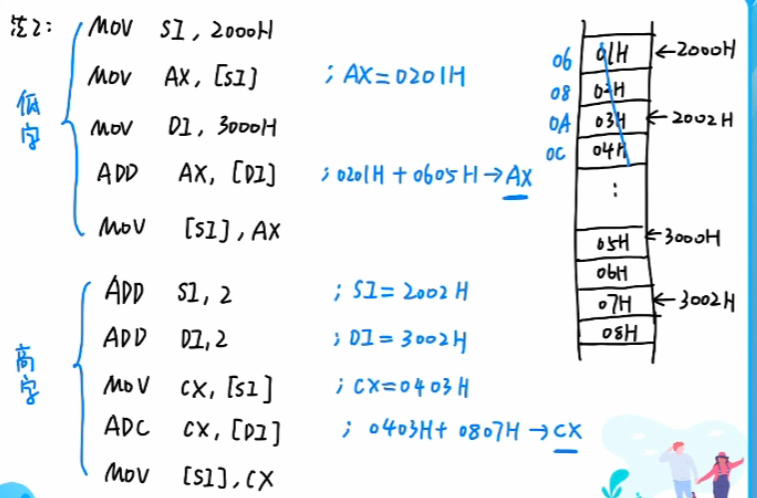 法2:
MOV SI, 2000H
MOV AX, [SI] ; AX=0201H
低字
MOV DI, 3000H
ADD AX, [DI] ; 0201H + 0605H → AX
MOV [SI], AX
ADD SI, 2 ; SI=2002H
ADD DI, 2 ; DI=3002H
高字
MOV CX, [SI] ; CX=0403H
ADC CX, [DI] ; 0403H + 0807H → CX
MOV [SI], CX
06 01H ←2000H
08 02H
0A 03H ←2002H
0C 04H
⋮
05H ←3000H
06H
07H ←3002H
08H